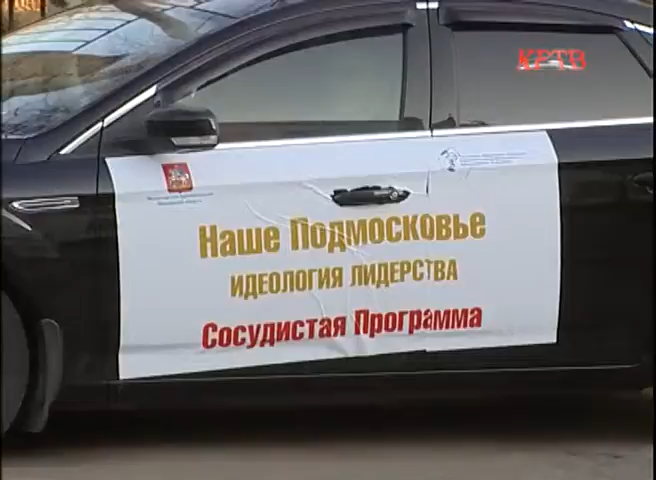 КРТВ
Наше Подмосковье
ИДЕОЛОГИЯ ЛИДЕРСТВА
Сосудистая Программа